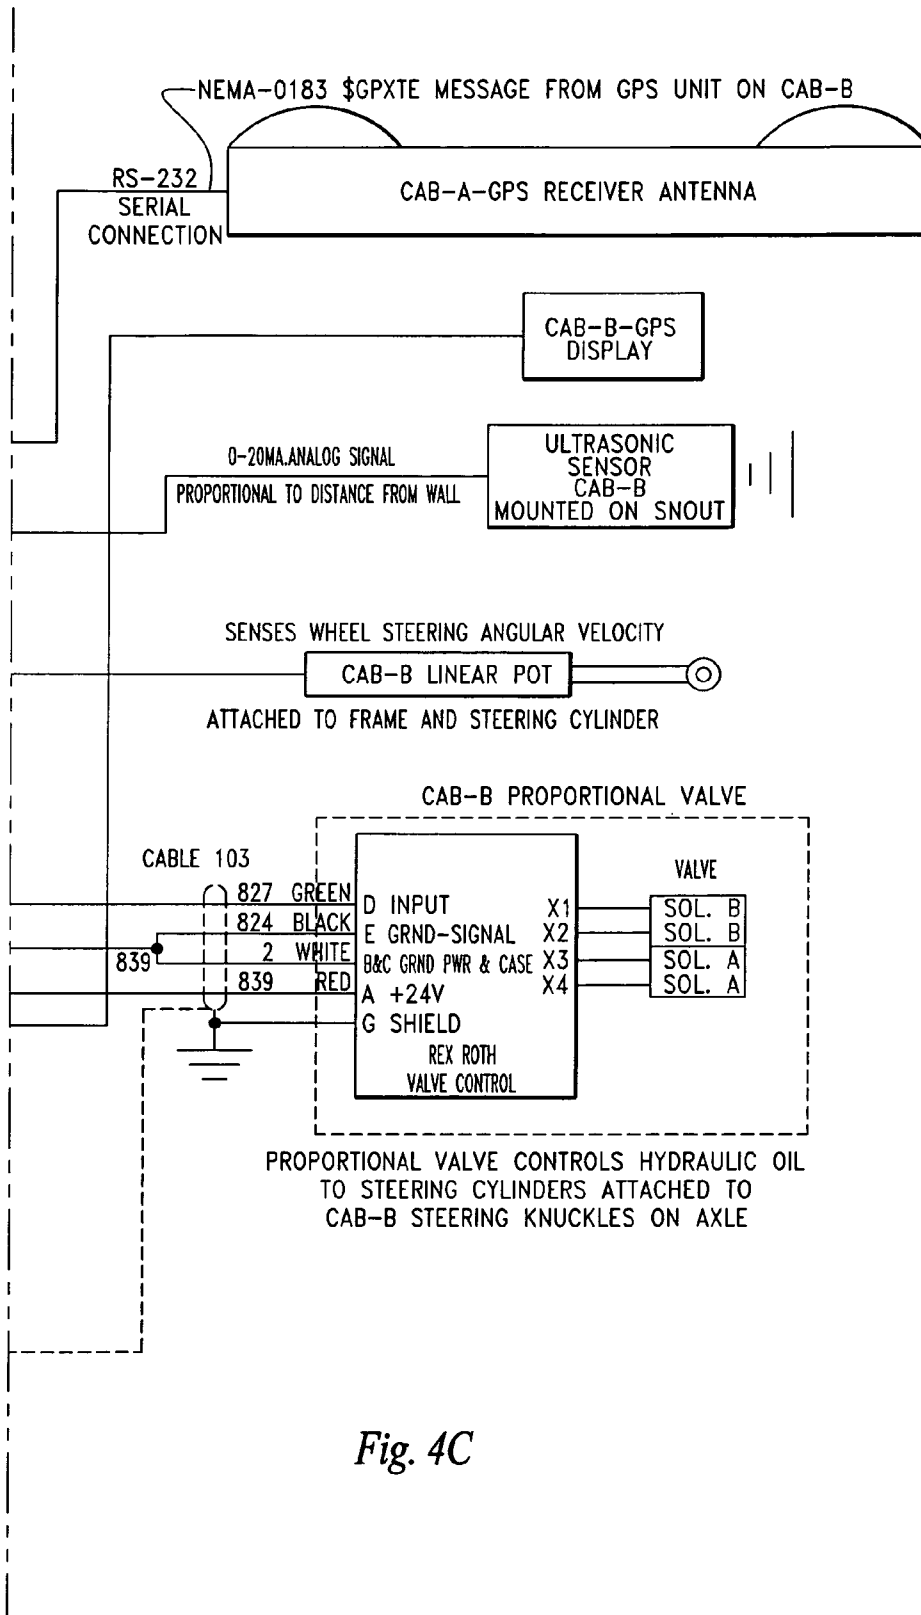 NEMA-0183 $GPXTE MESSAGE FROM GPS UNIT ON CAB-B
RS-232
SERIAL
CONNECTION
CAB-A-GPS RECEIVER ANTENNA
CAB-B-GPS
DISPLAY
0-20MA.ANALOG SIGNAL
PROPORTIONAL TO DISTANCE FROM WALL
ULTRASONIC
SENSOR
CAB-B
MOUNTED ON SNOUT
SENSES WHEEL STEERING ANGULAR VELOCITY
CAB-B LINEAR POT
ATTACHED TO FRAME AND STEERING CYLINDER
CAB-B PROPORTIONAL VALVE
CABLE 103
VALVE
827 GREEN D INPUT X1 SOL. B
824 BLACK E GRND-SIGNAL X2 SOL. B
839 2 WHITE B&C GRND PWR & CASE X3 SOL. A
839 RED A +24V X4 SOL. A
G SHIELD
REX ROTH
VALVE CONTROL
PROPORTIONAL VALVE CONTROLS HYDRAULIC OIL
TO STEERING CYLINDERS ATTACHED TO
CAB-B STEERING KNUCKLES ON AXLE
Fig. 4C